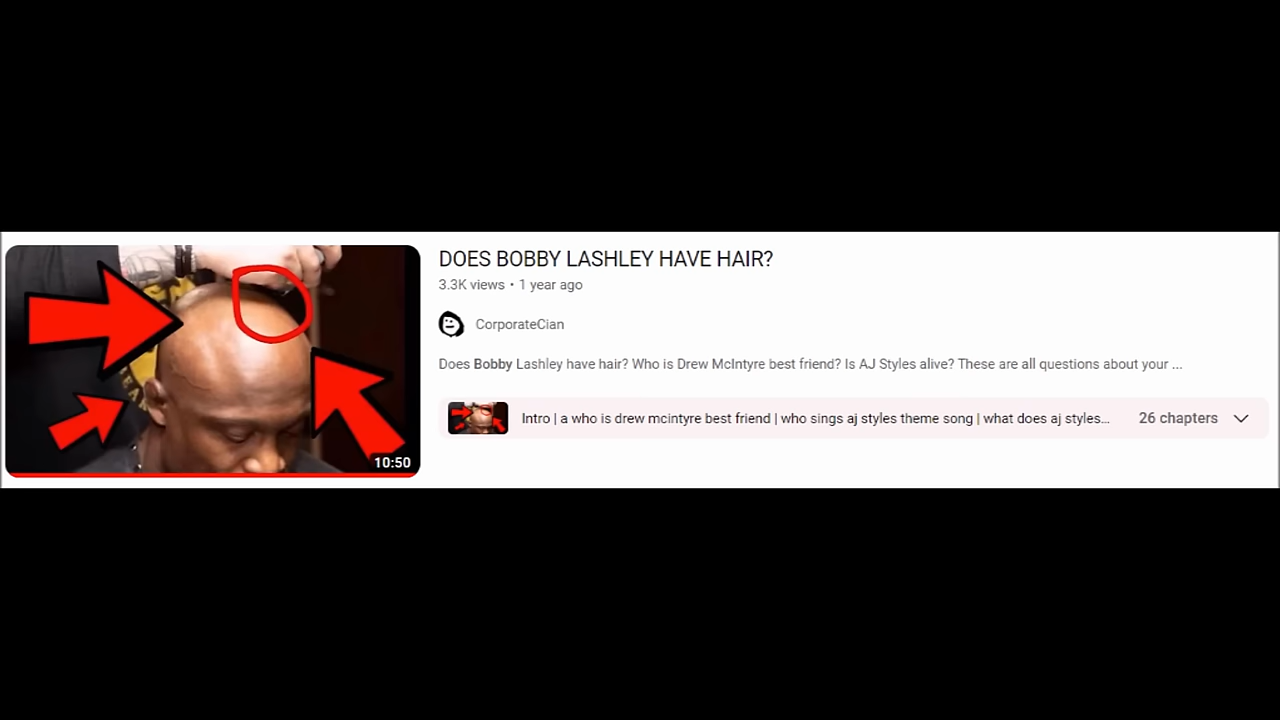 DOES BOBBY LASHLEY HAVE HAIR?
3.3K views • 1 year ago
CorporateCian
Does Bobby Lashley have hair? Who is Drew McIntyre best friend? Is AJ Styles alive? These are all questions about your ...
Intro | a who is drew mcintyre best friend | who sings aj styles theme song | what does aj styles... 26 chapters
10:50